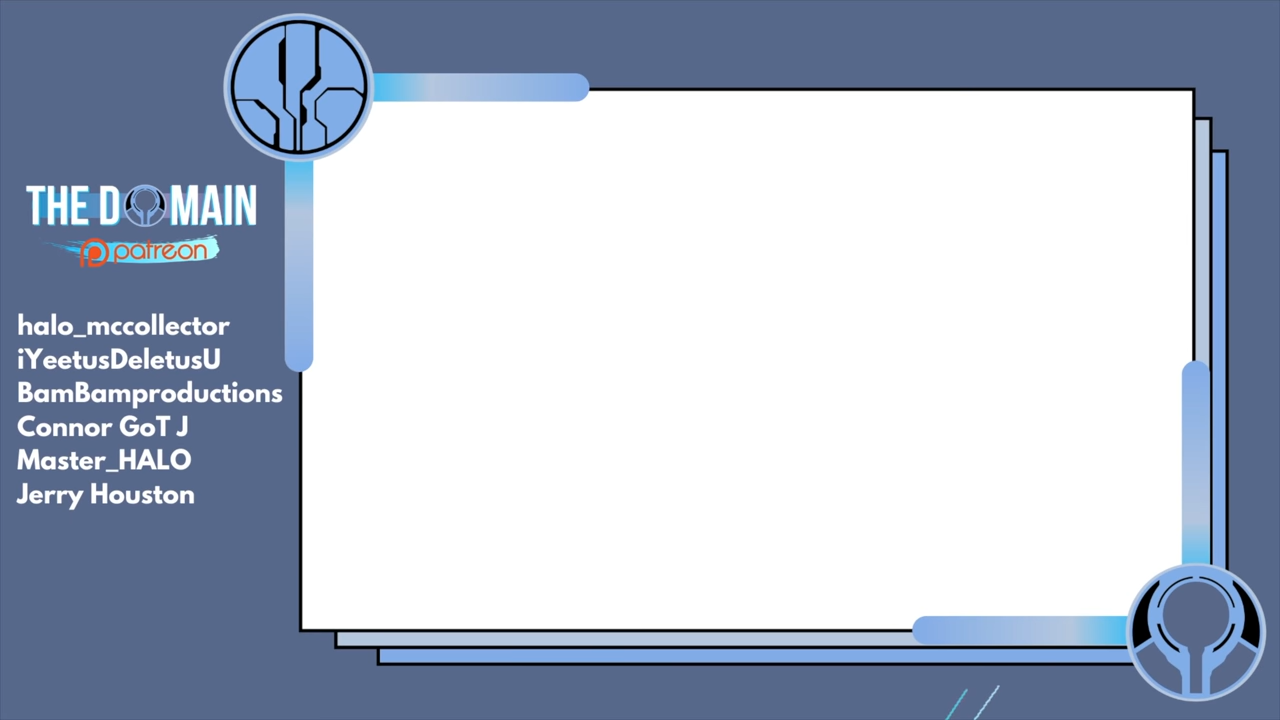 THE DOMAIN
patreon
halo_mccollector
iYeetusDeletusU
BamBamproductions
Connor GoT J
Master_HALO
Jerry Houston